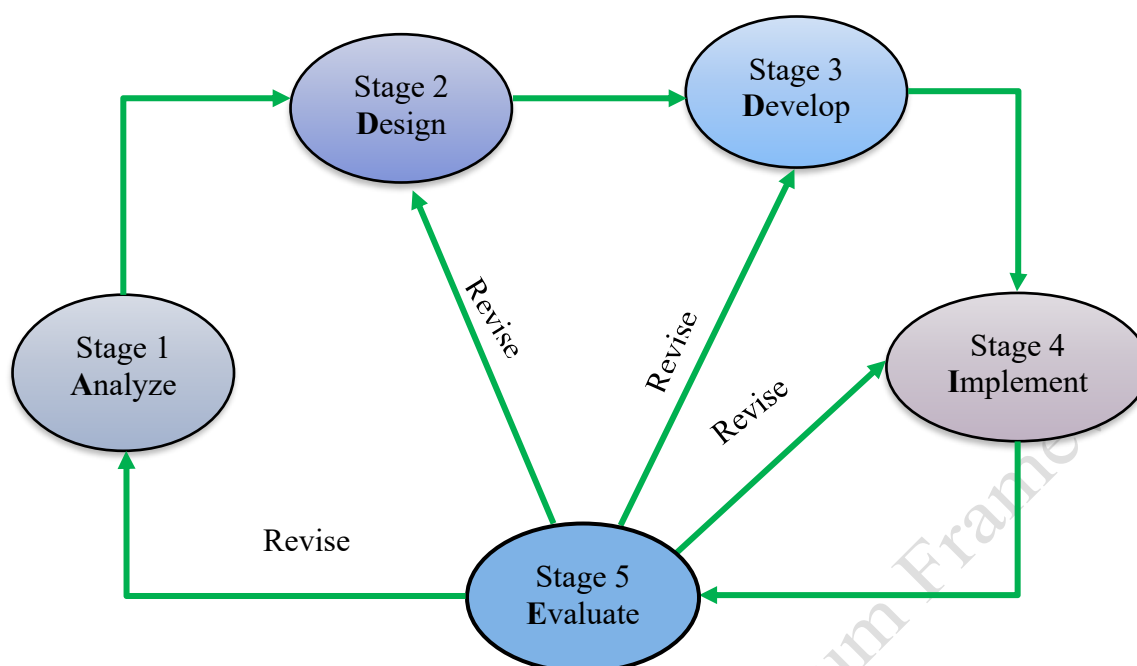 Stage 2
Design
Stage 3
Develop
Stage 1
Analyze
Stage 4
Implement
Revise
Revise
Revise
Revise
Stage 5
Evaluate
Frame